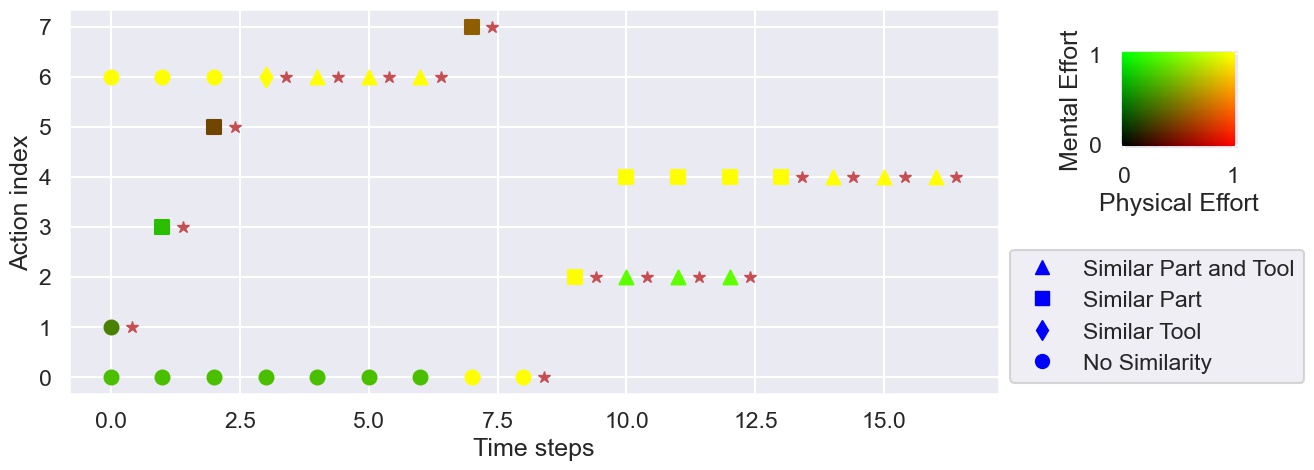 7
6
5
4
3
2
1
0
Action index
0.0 2.5 5.0 7.5 10.0 12.5 15.0
Time steps
Mental Effort
1
0
0 1
Physical Effort
Similar Part and Tool
Similar Part
Similar Tool
No Similarity